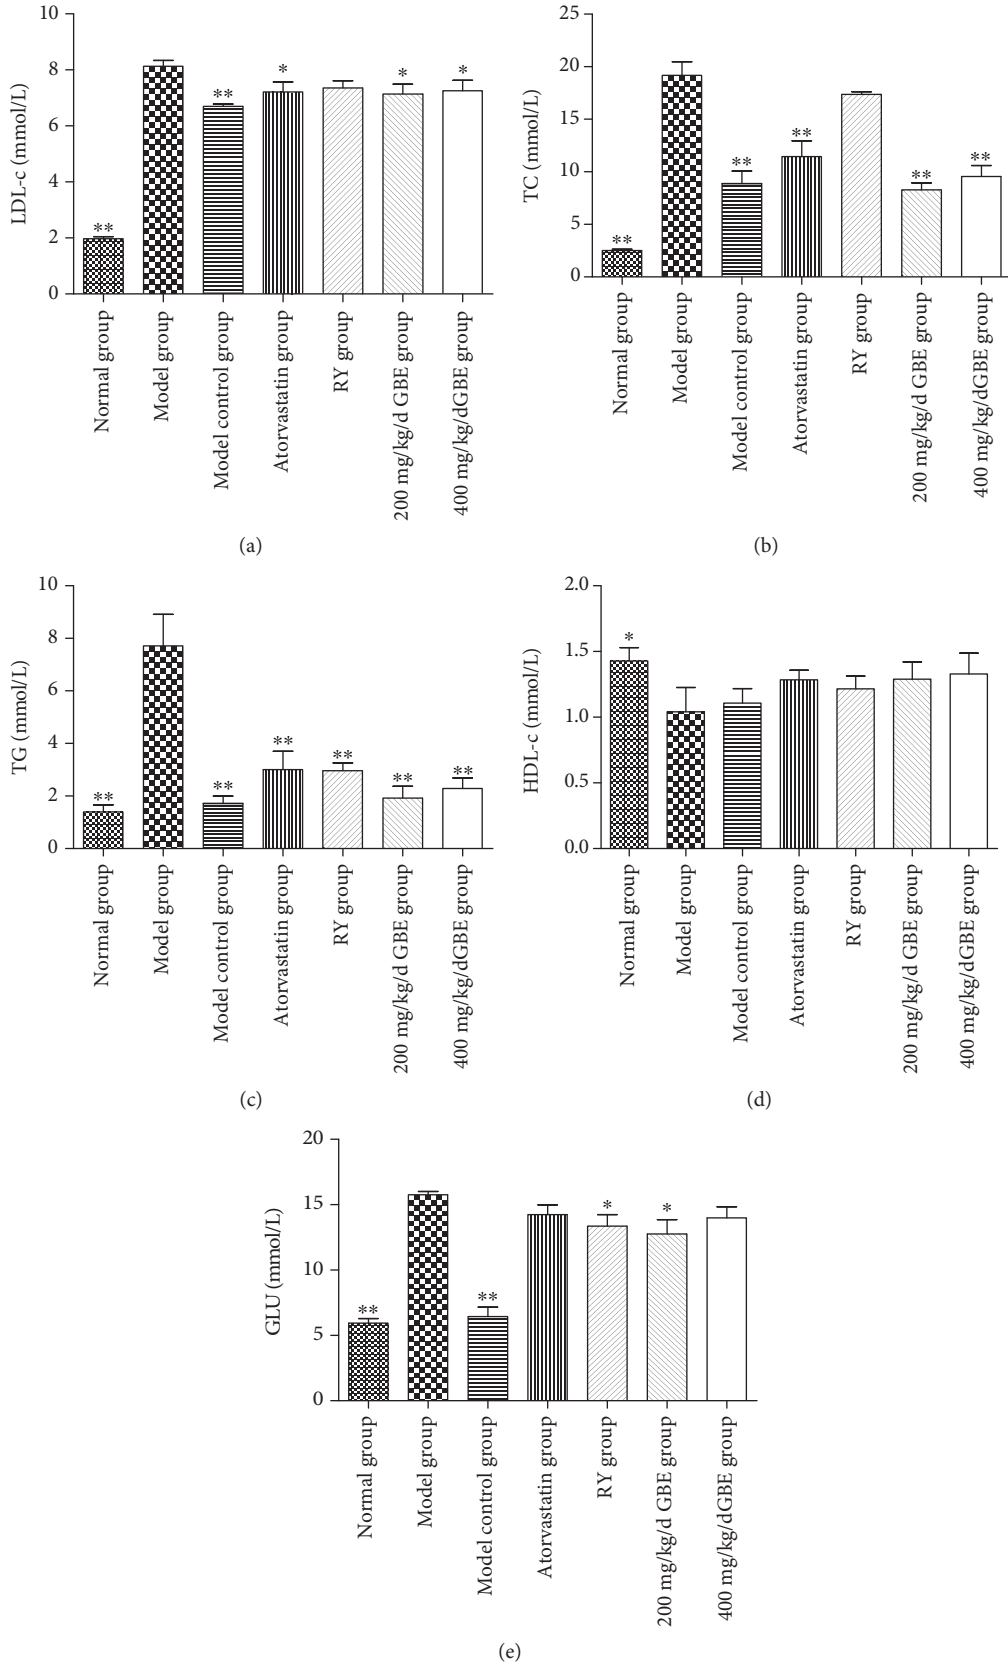 10
8
6
4
2
0
LDL-c (mmol/L)
**
**
*
*
*
Normal group
Model group
Model control group
Atorvastatin group
RY group
200 mg/kg/d GBE group
400 mg/kg/dGBE group
(a)
25
20
15
10
5
0
TC (mmol/L)
**
**
**
**
**
Normal group
Model group
Model control group
Atorvastatin group
RY group
200 mg/kg/d GBE group
400 mg/kg/dGBE group
(b)
10
8
6
4
2
0
TG (mmol/L)
**
**
**
**
**
**
Normal group
Model group
Model control group
Atorvastatin group
RY group
200 mg/kg/d GBE group
400 mg/kg/dGBE group
(c)
2.0
1.5
1.0
0.5
0.0
HDL-c (mmol/L)
*
Normal group
Model group
Model control group
Atorvastatin group
RY group
200 mg/kg/d GBE group
400 mg/kg/dGBE group
(d)
20
15
10
5
0
GLU (mmol/L)
**
**
*
*
Normal group
Model group
Model control group
Atorvastatin group
RY group
200 mg/kg/d GBE group
400 mg/kg/dGBE group
(e)